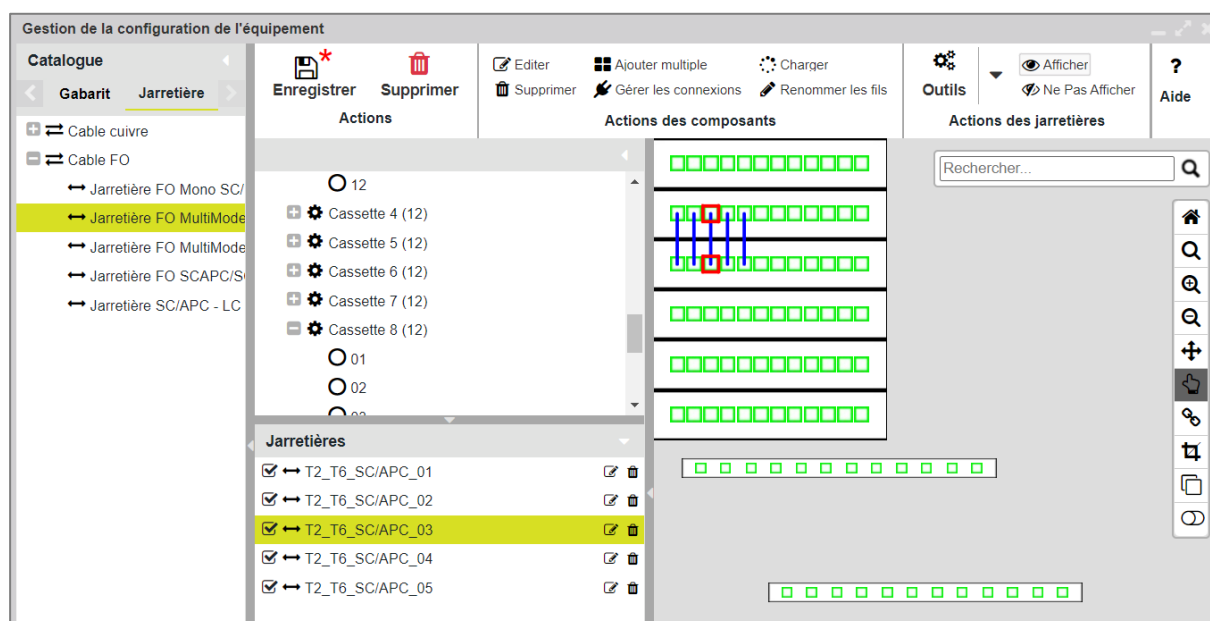 Gestion de la configuration de l'équipement
Catalogue
Gabarit Jarretière
Cable cuivre
Cable FO
Jarretière FO Mono SC/
Jarretière FO MultiMode
Jarretière FO MultiMode
Jarretière FO SCAPC/S
Jarretière SC/APC - LC
Enregistrer Supprimer
Actions
Editer Ajouter multiple Charger
Supprimer Gérer les connexions Renommer les fils
Actions des composants
Outils
Afficher
Ne Pas Afficher
Actions des jarretières
?
Aide
12
Cassette 4 (12)
Cassette 5 (12)
Cassette 6 (12)
Cassette 7 (12)
Cassette 8 (12)
01
02
Jarretières
T2_T6_SC/APC_01
T2_T6_SC/APC_02
T2_T6_SC/APC_03
T2_T6_SC/APC_04
T2_T6_SC/APC_05
Rechercher...